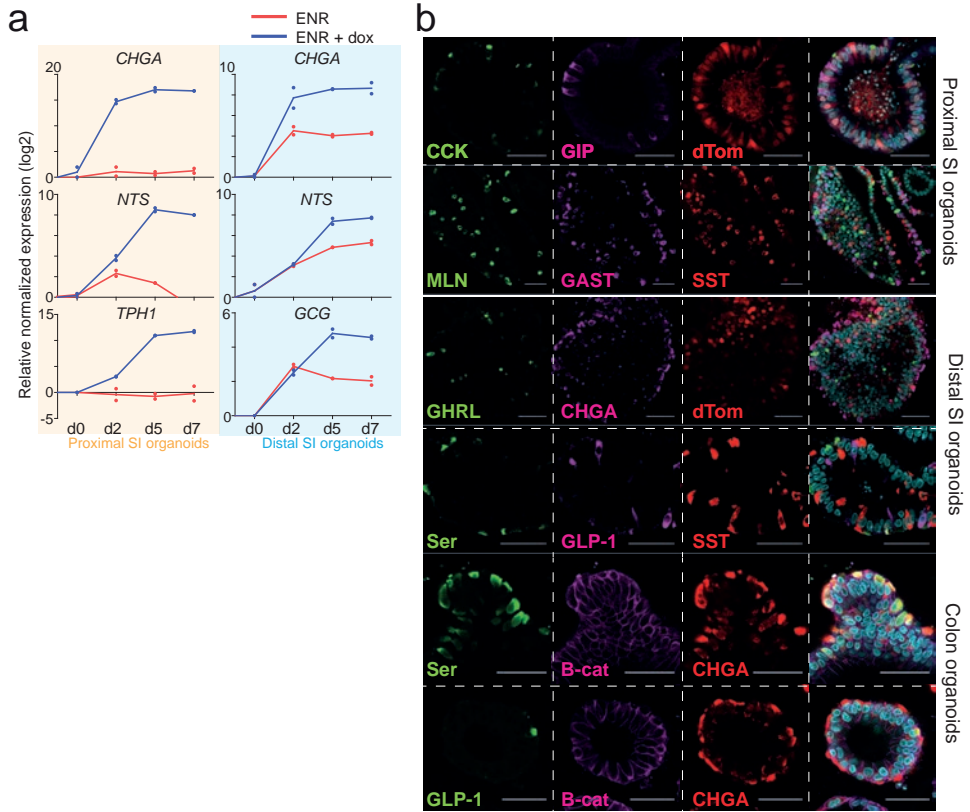 a
ENR
ENR + dox
b
Relative normalized expression (log2)
CHGA
20
0
CHGA
10
0
NTS
10
0
NTS
10
0
TPH1
15
0
-5
GCG
6
0
d0 d2 d5 d7
d0 d2 d5 d7
Proximal SI organoids
Distal SI organoids
CCK
GIP
dTom
MLN
GAST
SST
Proximal SI organoids
GHRL
CHGA
dTom
Ser
GLP-1
SST
Distal SI organoids
Ser
B-cat
CHGA
GLP-1
B-cat
CHGA
Colon organoids